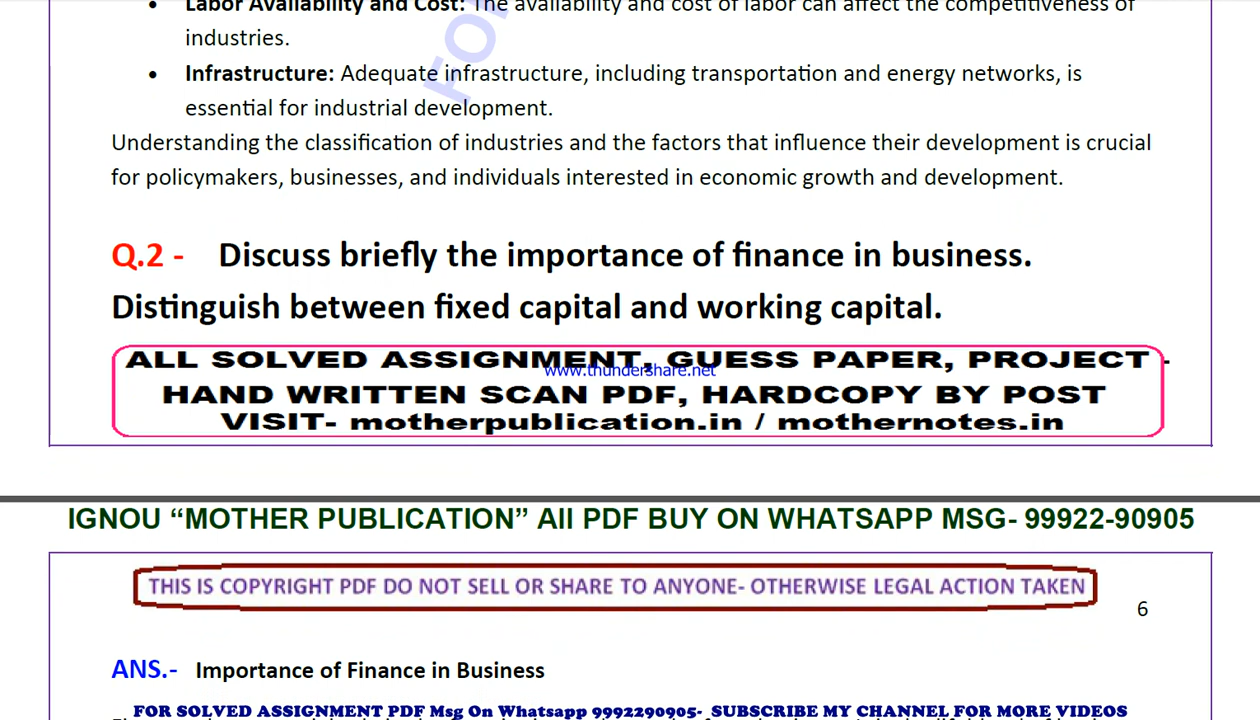 • Labor Availability and Cost: The availability and cost of labor can affect the competitiveness of
industries.
• Infrastructure: Adequate infrastructure, including transportation and energy networks, is
essential for industrial development.
Understanding the classification of industries and the factors that influence their development is crucial
for policymakers, businesses, and individuals interested in economic growth and development.
Q.2 - Discuss briefly the importance of finance in business.
Distinguish between fixed capital and working capital.
ALL SOLVED ASSIGNMENT, GUESS PAPER, PROJECT -
www.thundershare.net
HAND WRITTEN SCAN PDF, HARDCOPY BY POST
VISIT- motherpublication.in / mothernotes.in
IGNOU “MOTHER PUBLICATION” All PDF BUY ON WHATSAPP MSG- 99922-90905
THIS IS COPYRIGHT PDF DO NOT SELL OR SHARE TO ANYONE- OTHERWISE LEGAL ACTION TAKEN
6
ANS.- Importance of Finance in Business
FOR SOLVED ASSIGNMENT PDF Msg On Whatsapp 9992290905- SUBSCRIBE MY CHANNEL FOR MORE VIDEOS